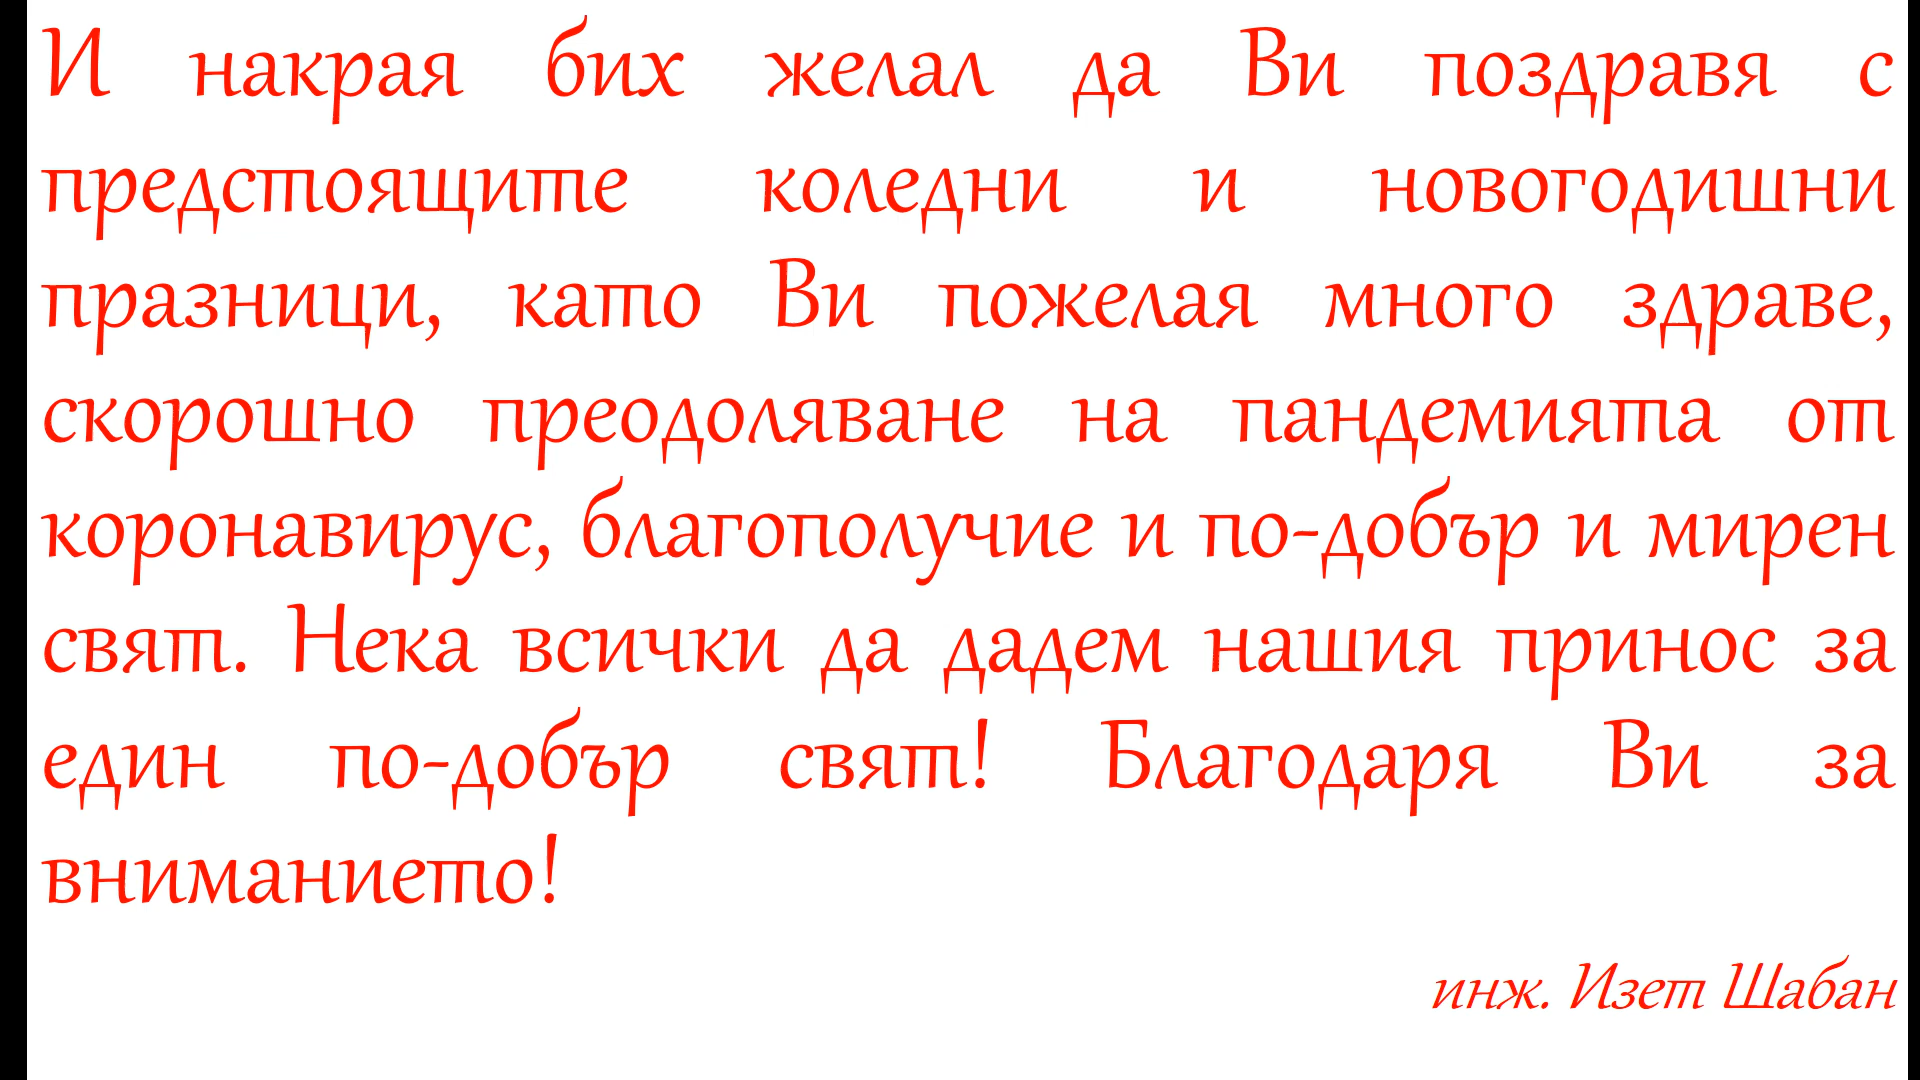 И накрая бих желал да Ви поздравя с
предстоящите коледни и новогодишни
празници, като Ви пожелая много здраве,
скорошно преодоляване на пандемията от
коронавирус, благополучие и по-добър и мирен
свят. Нека всички да дадем нашия принос за
един по-добър свят! Благодаря Ви за
вниманието!
инж. Изет Шабан